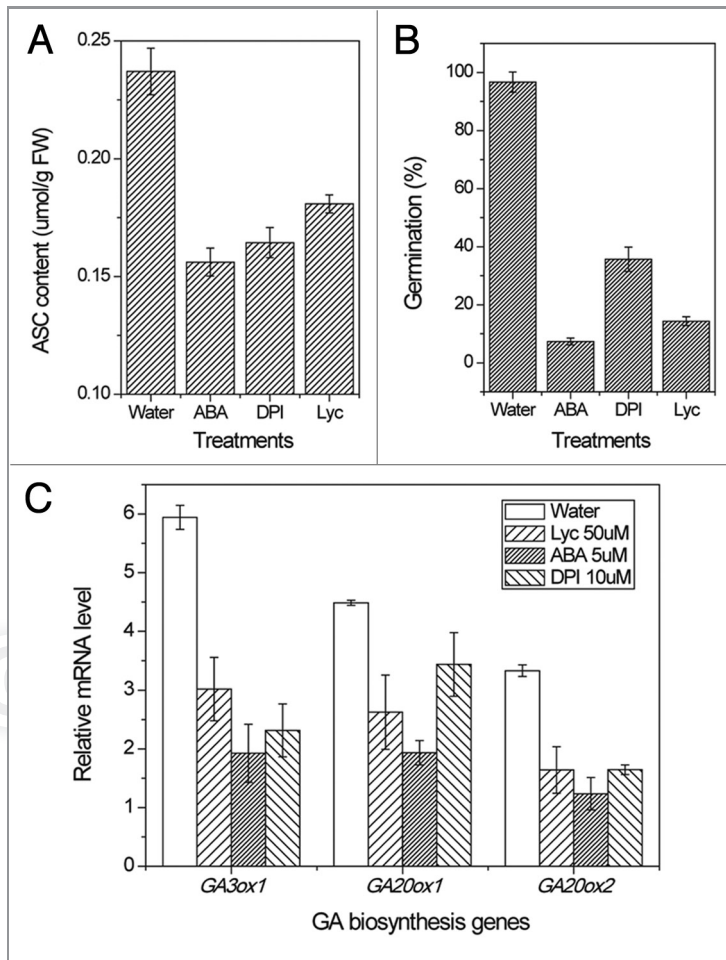 A
0.25
0.20
0.15
0.10
ASC content (umol/g FW)
Water ABA DPI Lyc
Treatments
B
100
80
60
40
20
0
Germination (%)
Water ABA DPI Lyc
Treatments
C
6
5
4
3
2
1
0
Relative mRNA level
Water
Lyc 50uM
ABA 5uM
DPI 10uM
GA3ox1 GA20ox1 GA20ox2
GA biosynthesis genes